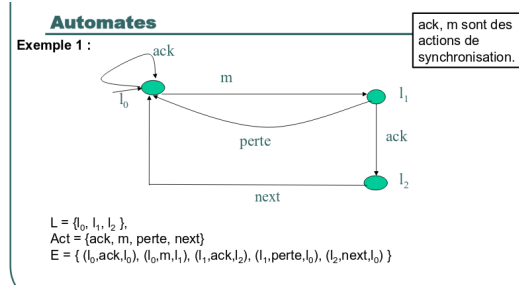 Automates
ack, m sont des
actions de
synchronisation.
Exemple 1 :
ack
m
l₀
l₁
perte
ack
l₂
next
L = {l₀, l₁, l₂ },
Act = {ack, m, perte, next}
E = { (l₀,ack,l₀), (l₀,m,l₁), (l₁,ack,l₂), (l₁,perte,l₀), (l₂,next,l₀) }